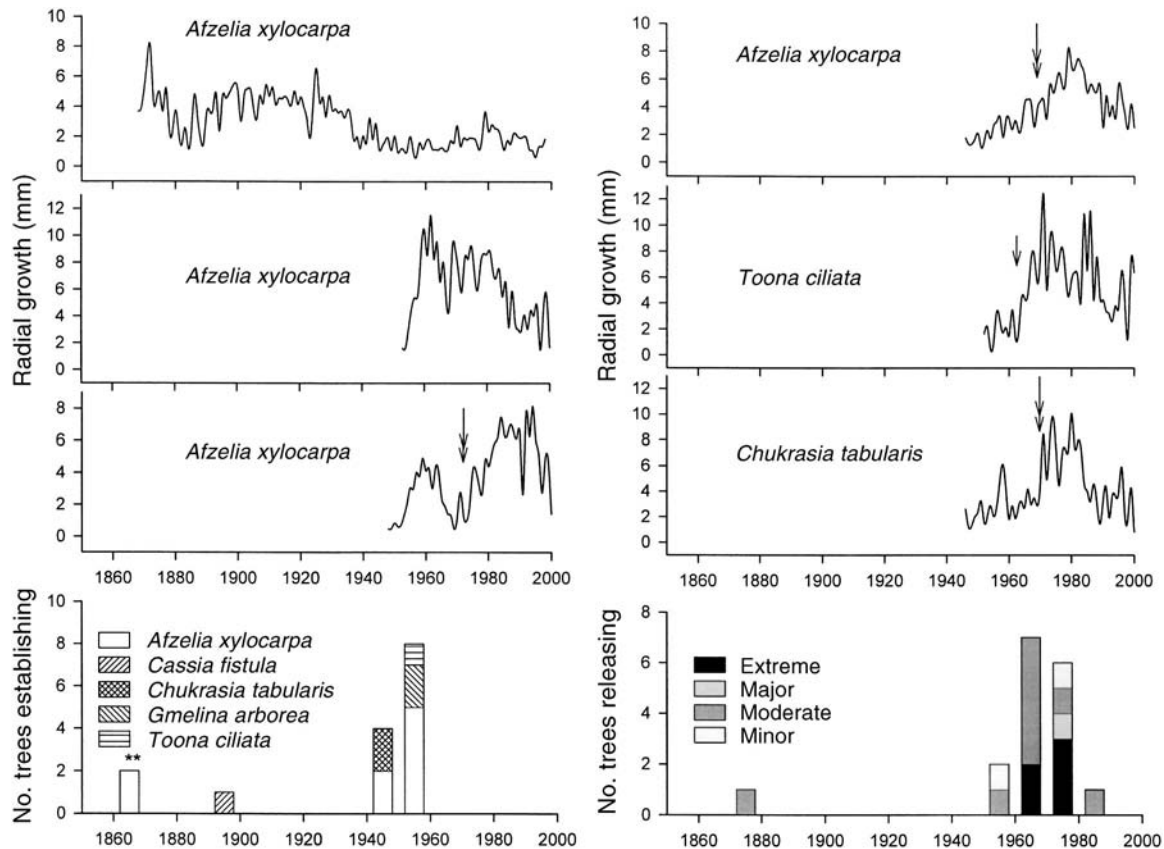 Radial growth (mm)
10
8
6
4
2
0
Afzelia xylocarpa
12
10
8
6
4
2
0
Afzelia xylocarpa
8
6
4
2
0
Afzelia xylocarpa
1860 1880 1900 1920 1940 1960 1980 2000
Radial growth (mm)
10
8
6
4
2
0
Afzelia xylocarpa
12
10
8
6
4
2
0
Toona ciliata
12
10
8
6
4
2
0
Chukrasia tabularis
1860 1880 1900 1920 1940 1960 1980 2000
No. trees establishing
10
8
6
4
2
0
Afzelia xylocarpa
Cassia fistula
Chukrasia tabularis
Gmelina arborea
Toona ciliata
**
1860 1880 1900 1920 1940 1960 1980 2000
No. trees releasing
8
6
4
2
0
Extreme
Major
Moderate
Minor
1860 1880 1900 1920 1940 1960 1980 2000